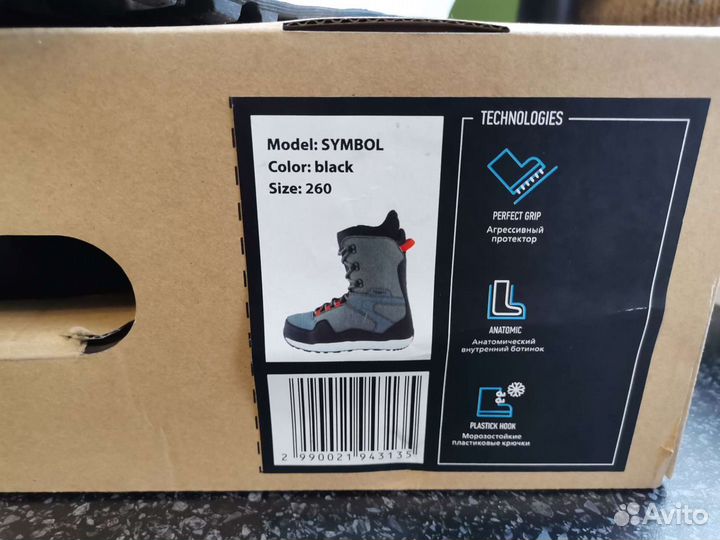 Model: SYMBOL
Color: black
Size: 260
2 990021 943135
TECHNOLOGIES
PERFECT GRIP
Агрессивный
протектор
ANATOMIC
Анатомический
внутренний ботинок
PLASTICK HOOK
Морозостойкие
пластиковые крючки
Avito